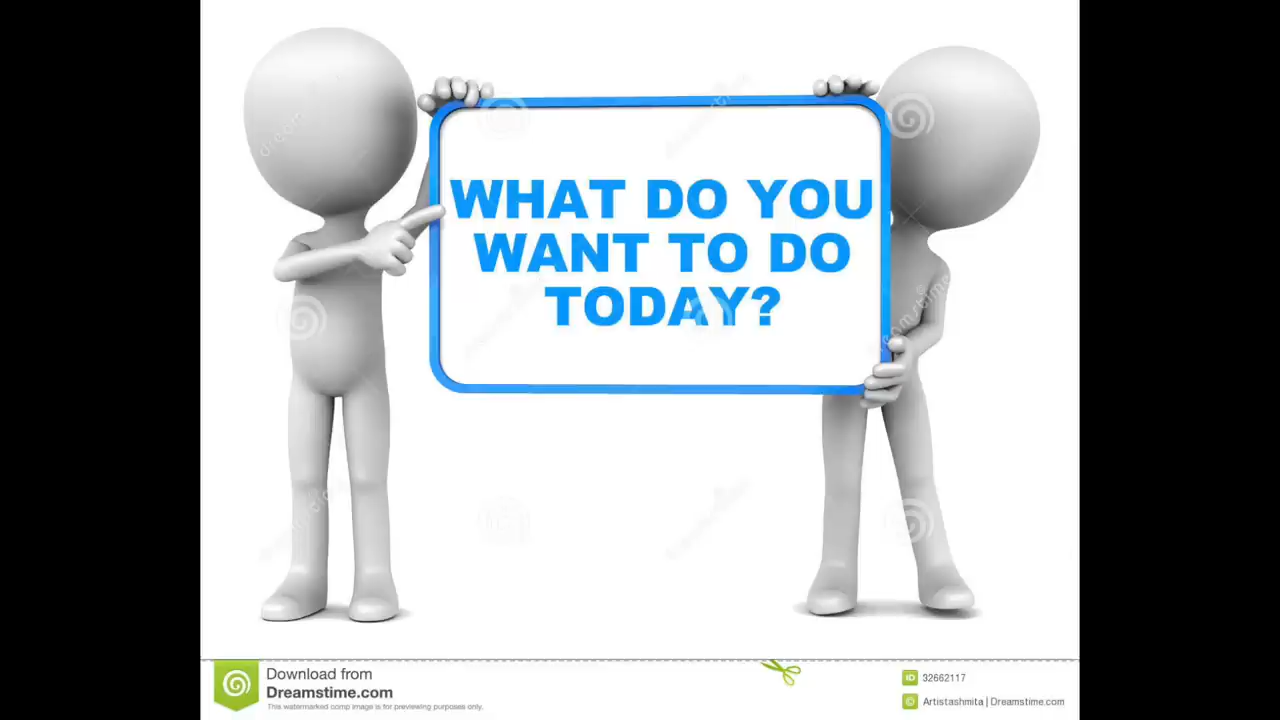 WHAT DO YOU
WANT TO DO
TODAY?
Download from
Dreamstime.com
This watermarked comp image is for previewing purposes only.
ID 32662117
Artistashmita | Dreamstime.com